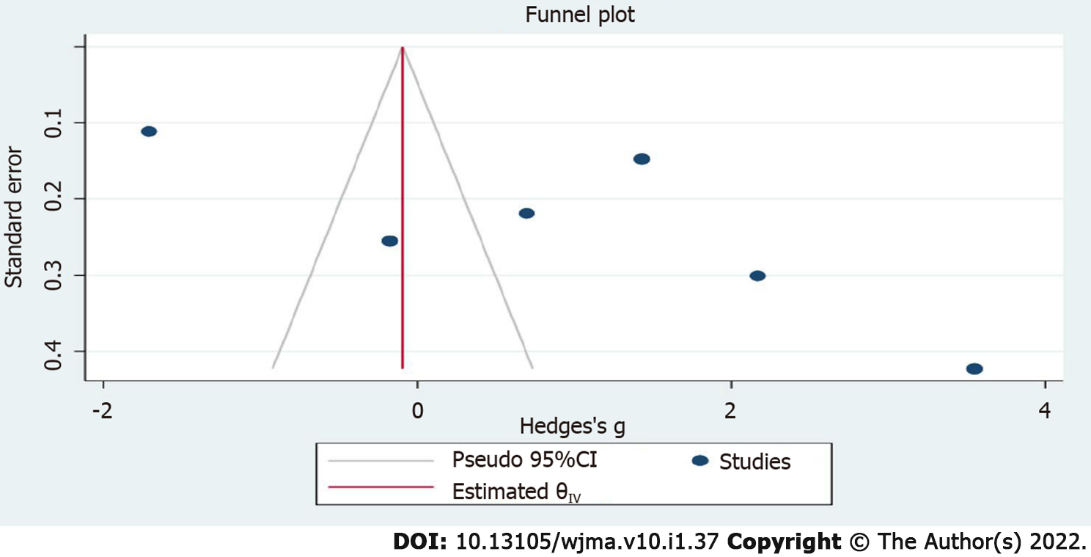 Funnel plot
Standard error
0.1
0.2
0.3
0.4
-2 0 2 4
Hedges's g
Pseudo 95%CI Studies
Estimated θIV
DOI: 10.13105/wjma.v10.i1.37 Copyright © The Author(s) 2022.